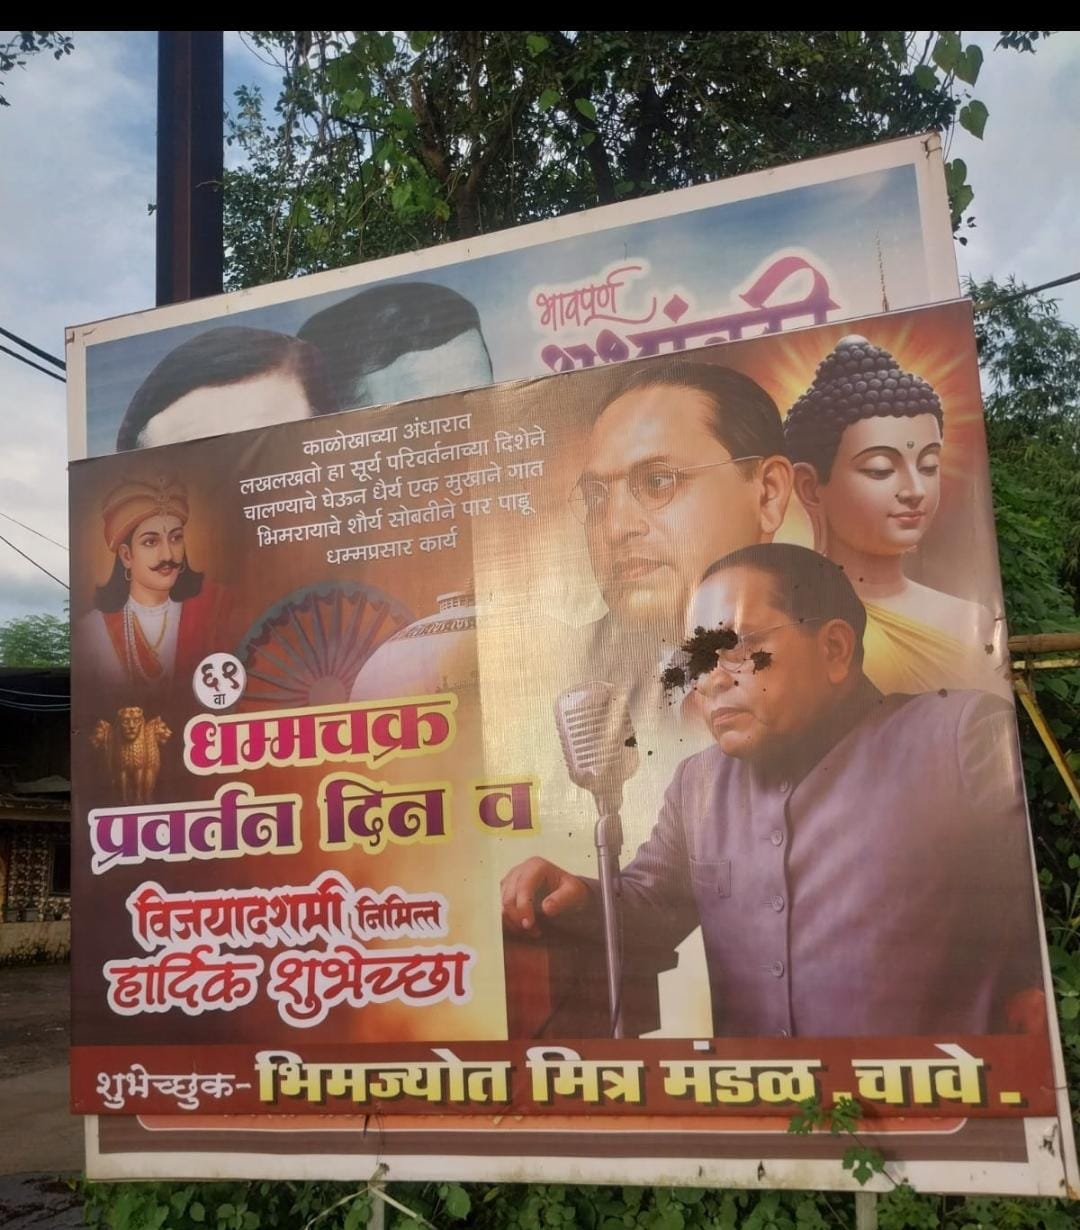 भावपूर्ण
काळोखाच्या अंधारात
लखलखतो हा सूर्य परिवर्तनाच्या दिशेने
चालण्याचे घेऊन धैर्य एक मुखाने गात
भिमरायाचे शौर्य सोबतीने पार पाडू
धम्मप्रसार कार्य
६९
वा
धम्मचक्र
प्रवर्तन दिन व
विजयादशमी निमित्त
हार्दिक शुभेच्छा
शुभेच्छुक- भिमज्योत मित्र मंडळ .चावे .